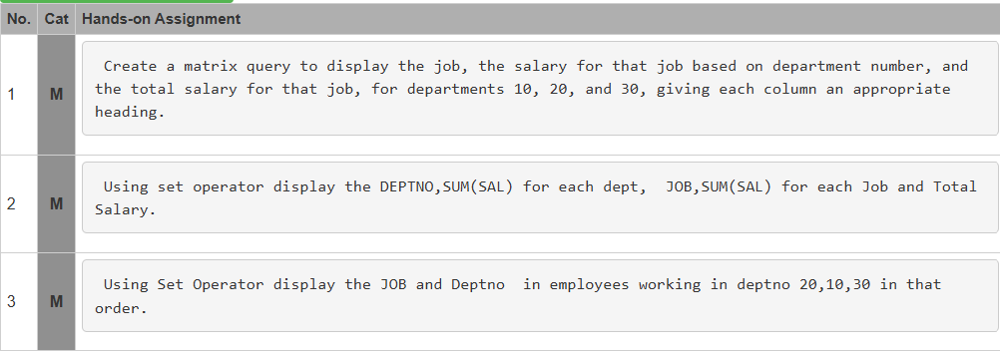 No. Cat Hands-on Assignment
1 M Create a matrix query to display the job, the salary for that job based on department number, and
the total salary for that job, for departments 10, 20, and 30, giving each column an appropriate
heading.
2 M Using set operator display the DEPTNO,SUM(SAL) for each dept,  JOB,SUM(SAL) for each Job and Total
Salary.
3 M Using Set Operator display the JOB and Deptno  in employees working in deptno 20,10,30 in that
order.